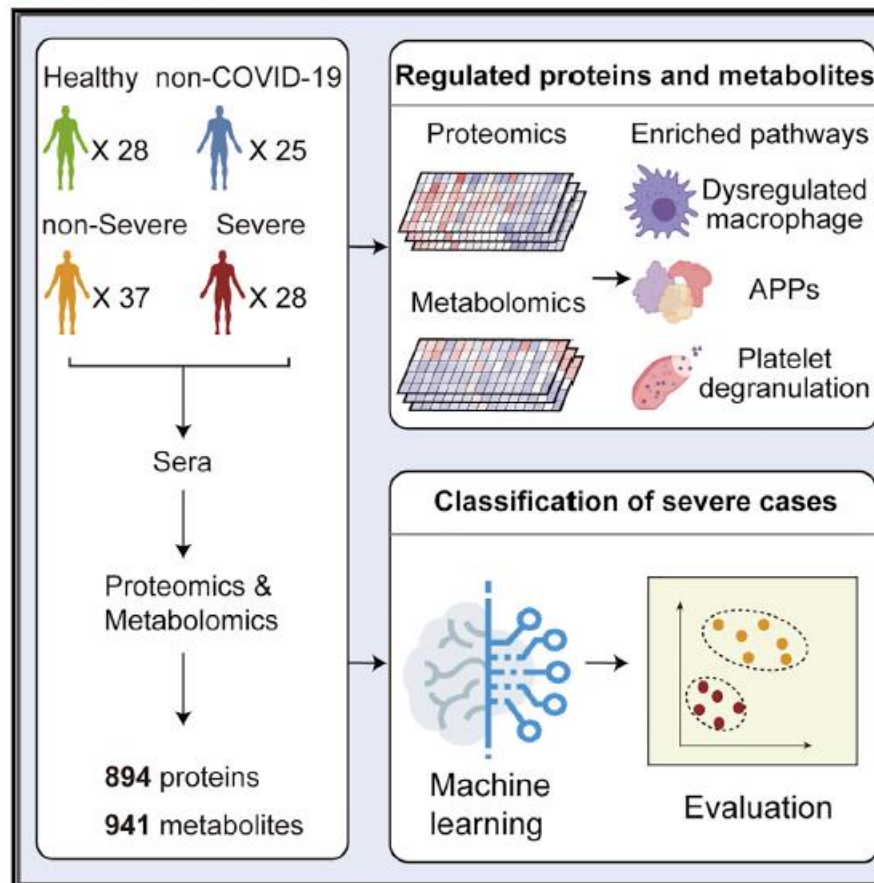 Healthy non-COVID-19
X 28 X 25
non-Severe Severe
X 37 X 28
Sera
Proteomics &
Metabolomics
894 proteins
941 metabolites
Regulated proteins and metabolites
Proteomics
Enriched pathways
Dysregulated
macrophage
Metabolomics
APPs
Platelet
degranulation
Classification of severe cases
Machine
learning
Evaluation